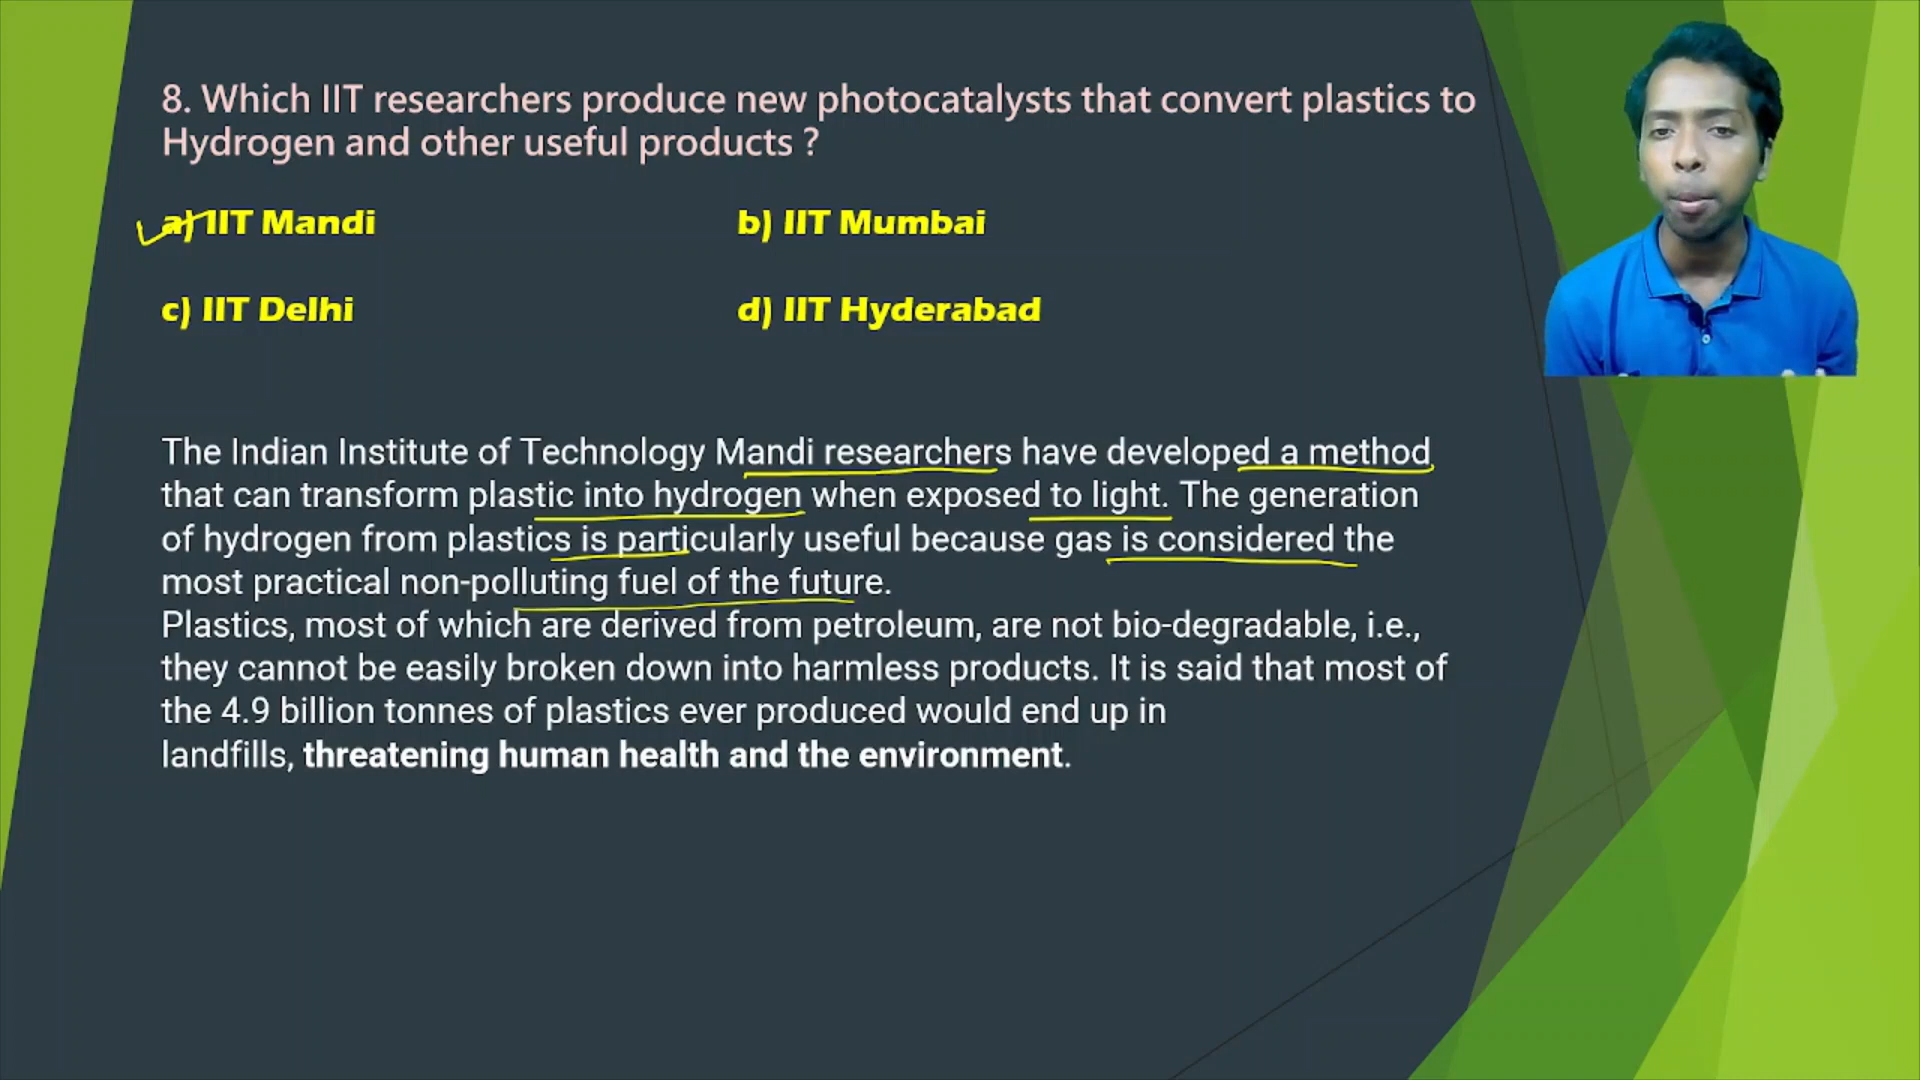 8. Which IIT researchers produce new photocatalysts that convert plastics to
Hydrogen and other useful products ?
a) IIT Mandi
b) IIT Mumbai
c) IIT Delhi
d) IIT Hyderabad
The Indian Institute of Technology Mandi researchers have developed a method
that can transform plastic into hydrogen when exposed to light. The generation
of hydrogen from plastics is particularly useful because gas is considered the
most practical non-polluting fuel of the future.
Plastics, most of which are derived from petroleum, are not bio-degradable, i.e.,
they cannot be easily broken down into harmless products. It is said that most of
the 4.9 billion tonnes of plastics ever produced would end up in
landfills, threatening human health and the environment.